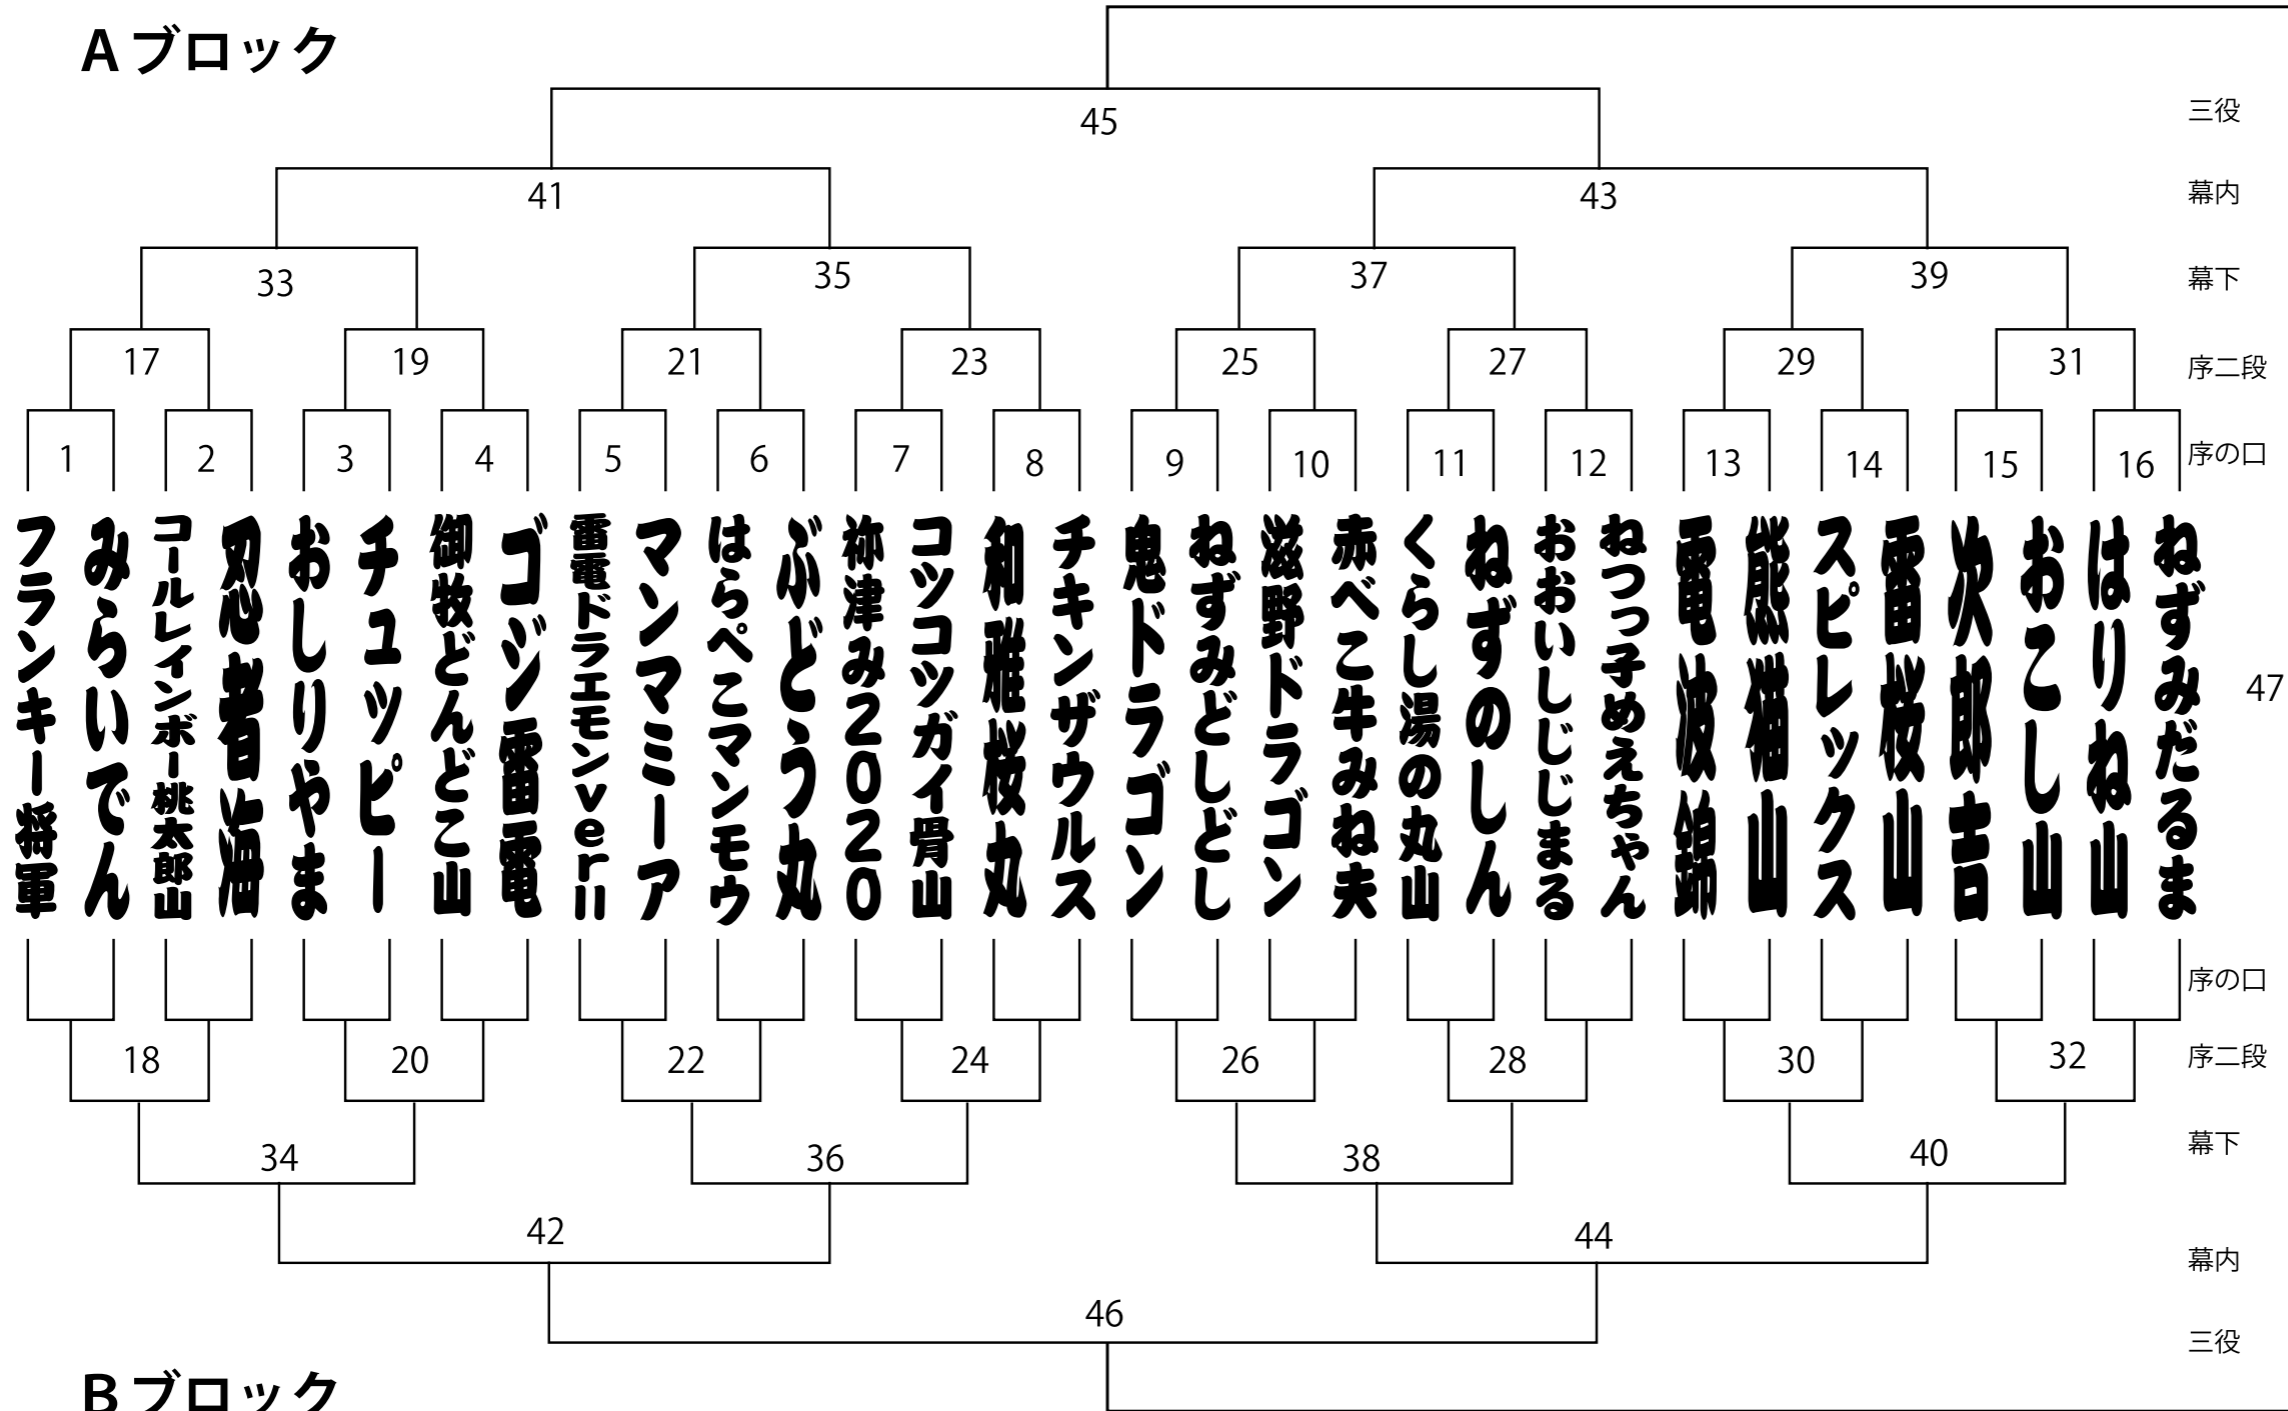 Aブロック
45
三役
41
43
幕内
33
35
37
39
幕下
17
19
21
23
25
27
29
31
序二段
1
2
3
4
5
6
7
8
9
10
11
12
13
14
15
16
序の口
フランキー将軍
みらいでん
コールレインボー桃太郎山
忍者海
おしりやま
チュッピー
御牧どんどこ山
ゴジ雷電
雷電ドラエモンverⅡ
マンマミーア
はらぺこマンモウ
ぶどう丸
祢津み2020
コツコツガイ骨山
和雅桜丸
チキンザウルス
鬼ドラゴン
ねずみどしどし
滋野ドラゴン
赤べこ牛みね夫
くらし湯の丸山
ねずのしん
おおいしじじまる
ねつっ子めえちゃん
電波錦
熊猫山
スピレックス
雷桜山
次郎吉
おこし山
はりね山
ねずみだるま
47
序の口
18
20
22
24
26
28
30
32
序二段
34
36
38
40
幕下
42
44
幕内
46
三役
Bブロック